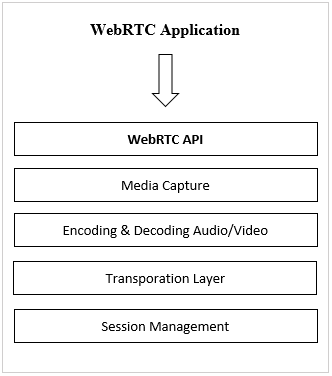 WebRTC Application
WebRTC API
Media Capture
Encoding & Decoding Audio/Video
Transporation Layer
Session Management